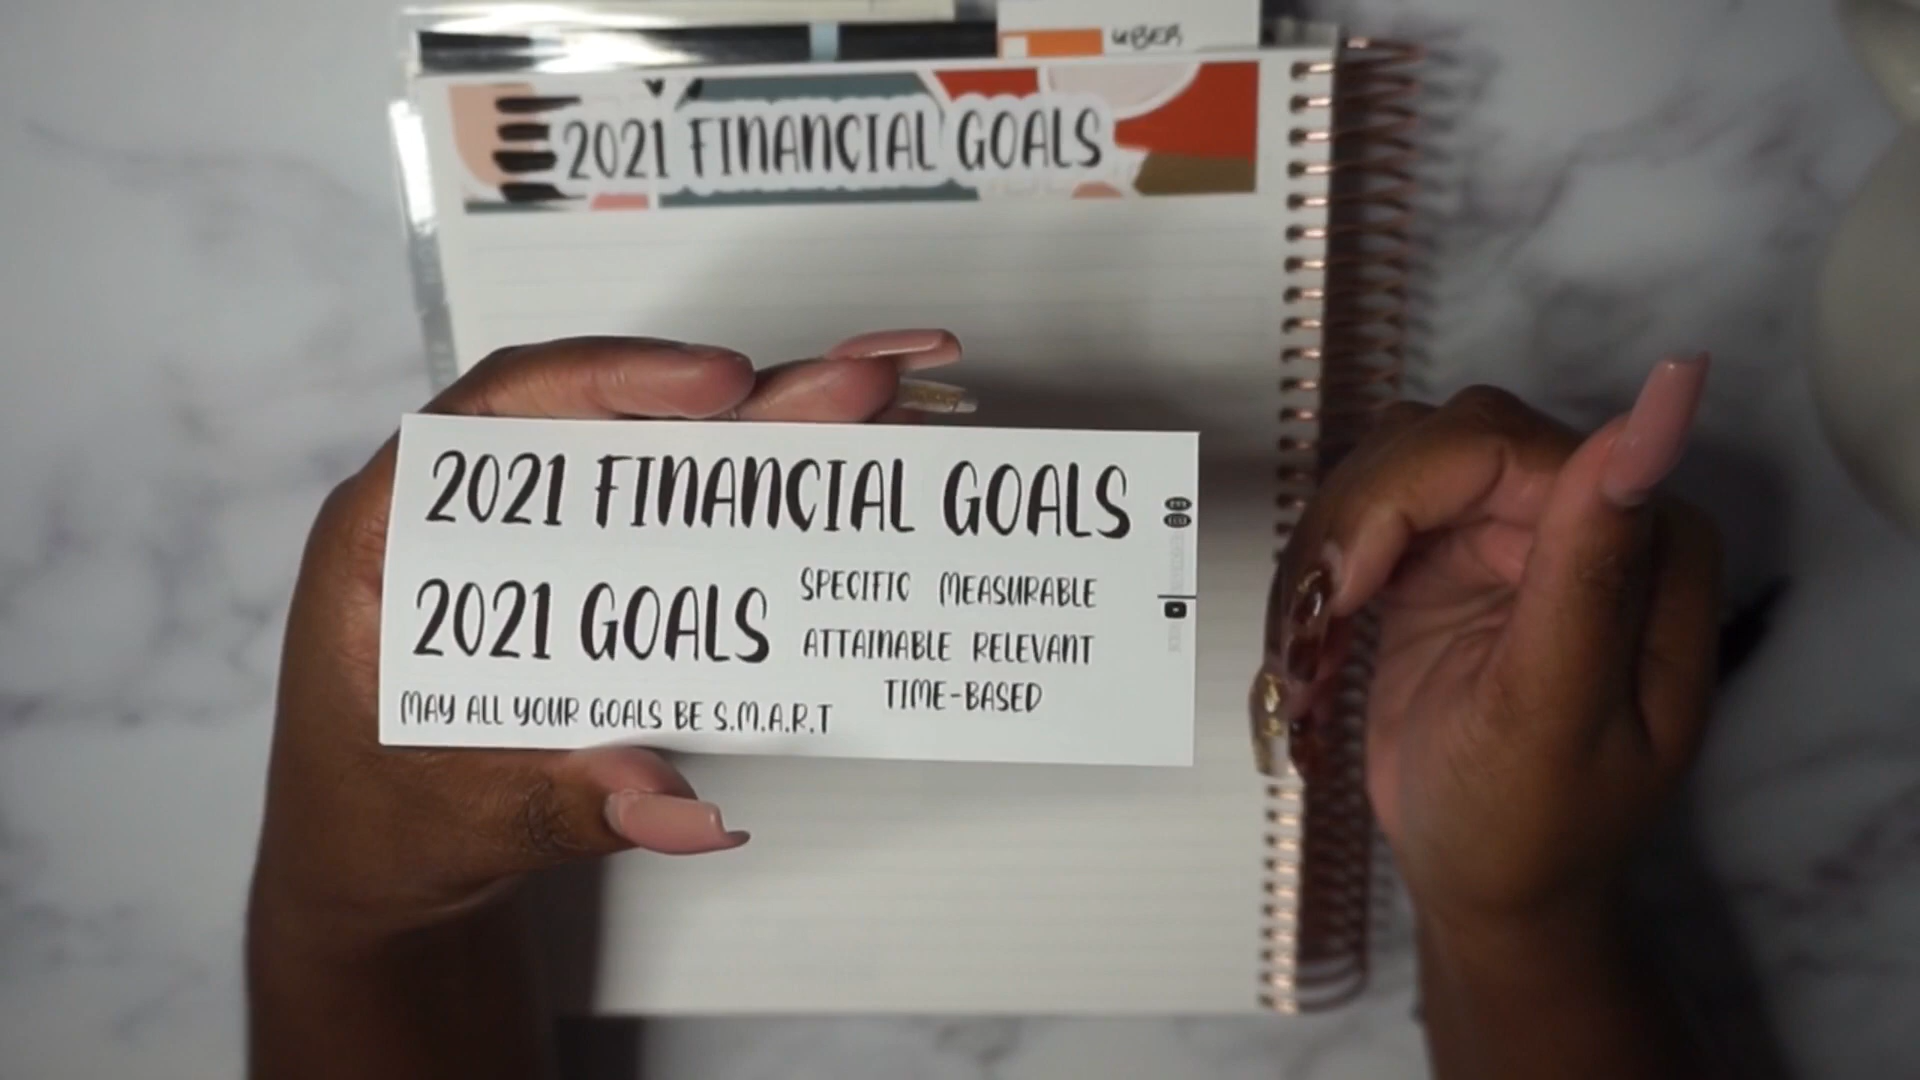 UBER
2021 FINANCIAL GOALS
2021 FINANCIAL GOALS
2021 GOALS
SPECIFIC MEASURABLE
ATTAINABLE RELEVANT
TIME-BASED
MAY ALL YOUR GOALS BE S.M.A.R.T